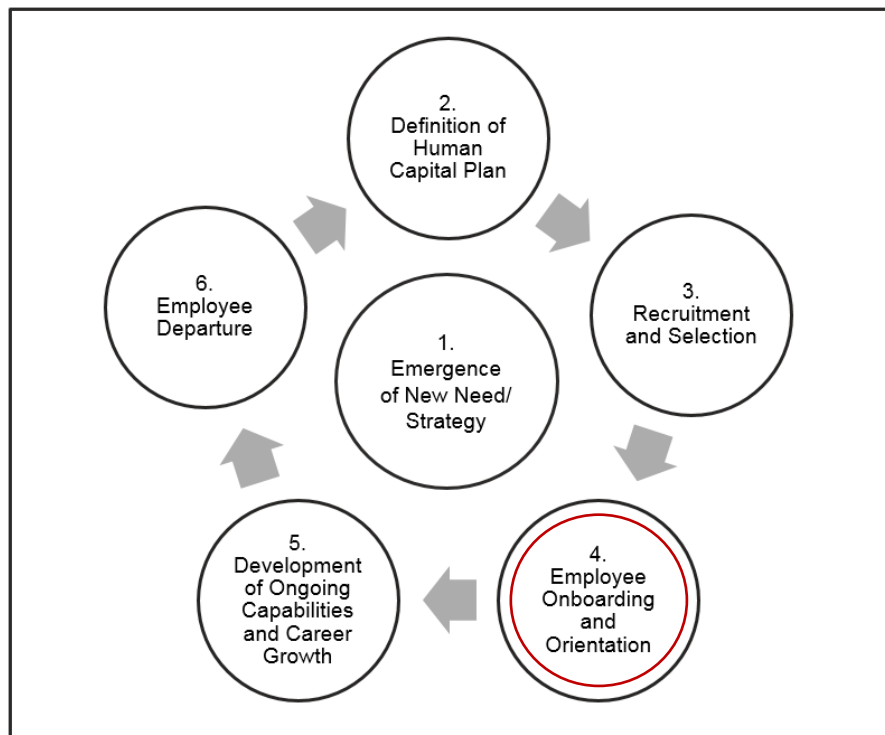 1.
Emergence
of New Need/
Strategy
2.
Definition of
Human
Capital Plan
3.
Recruitment
and Selection
4.
Employee
Onboarding
and
Orientation
5.
Development
of Ongoing
Capabilities
and Career
Growth
6.
Employee
Departure